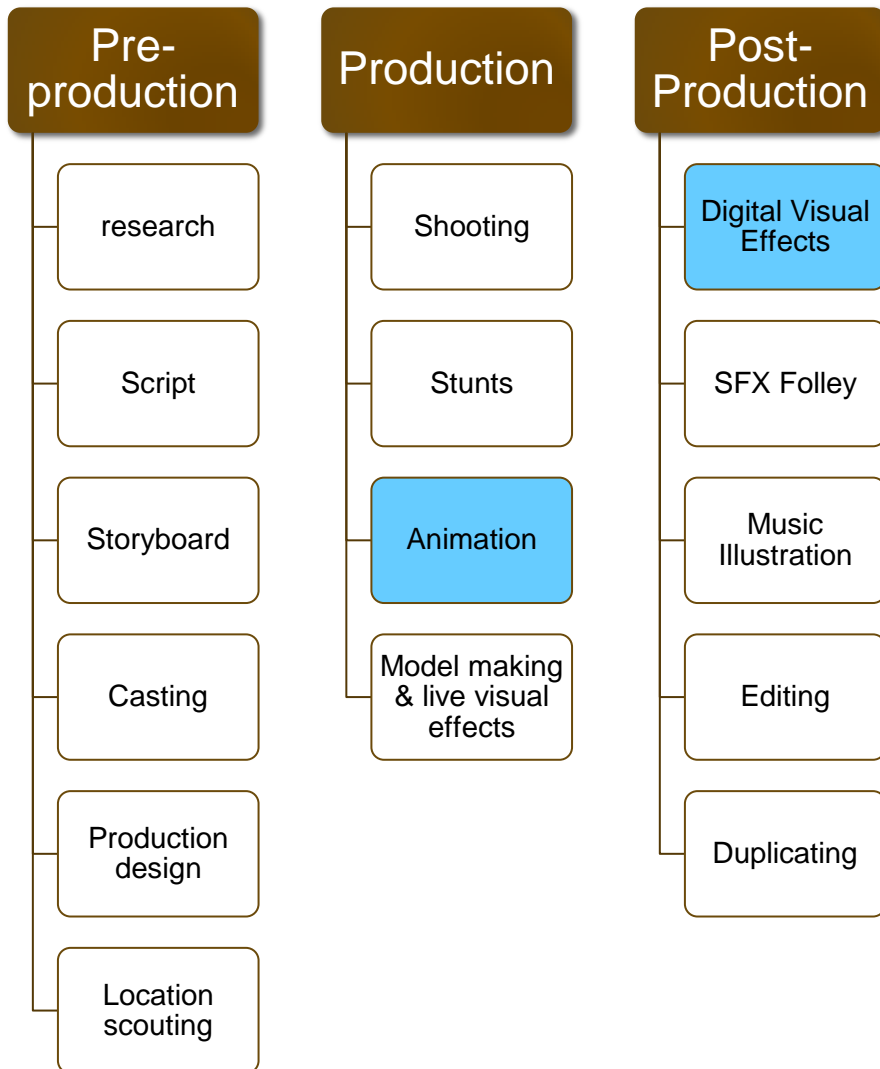 Pre-
production
research
Script
Storyboard
Casting
Production
design
Location
scouting
Production
Shooting
Stunts
Animation
Model making
& live visual
effects
Post-
Production
Digital Visual
Effects
SFX Folley
Music
Illustration
Editing
Duplicating